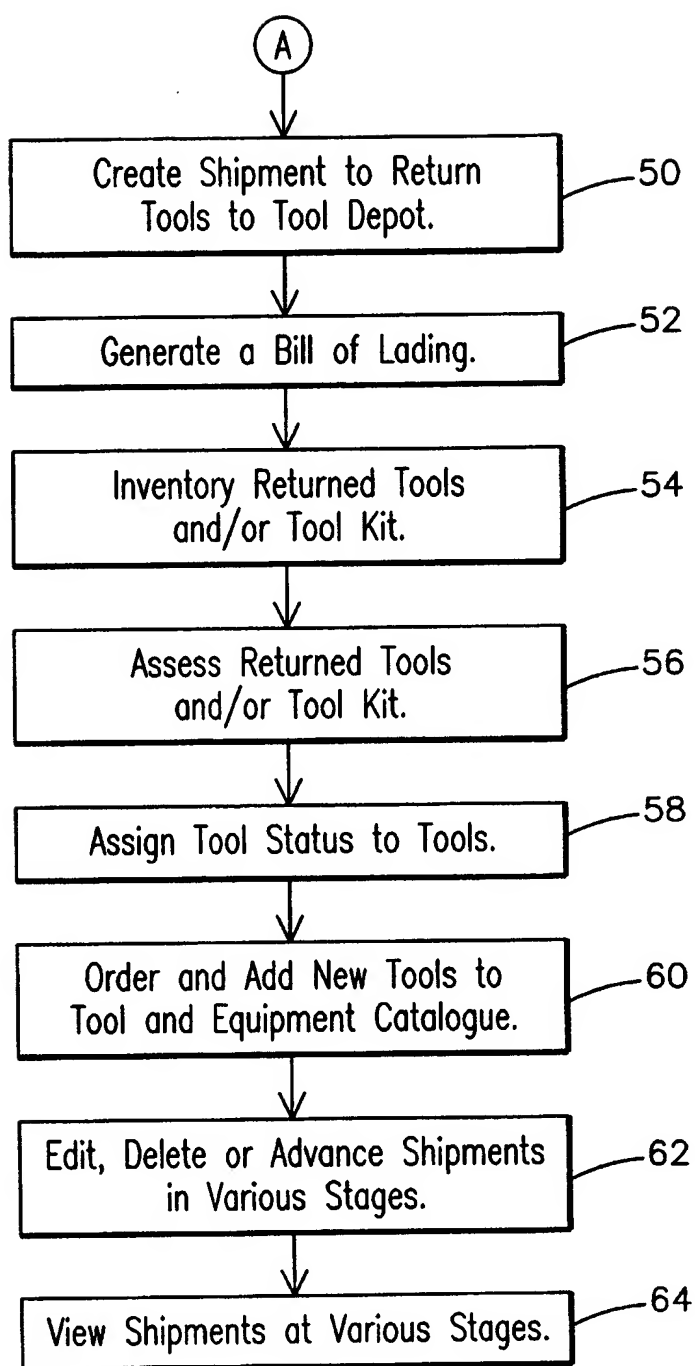 A
Create Shipment to Return
Tools to Tool Depot.
50
Generate a Bill of Lading.
52
Inventory Returned Tools
and/or Tool Kit.
54
Assess Returned Tools
and/or Tool Kit.
56
Assign Tool Status to Tools.
58
Order and Add New Tools to
Tool and Equipment Catalogue.
60
Edit, Delete or Advance Shipments
in Various Stages.
62
View Shipments at Various Stages.
64